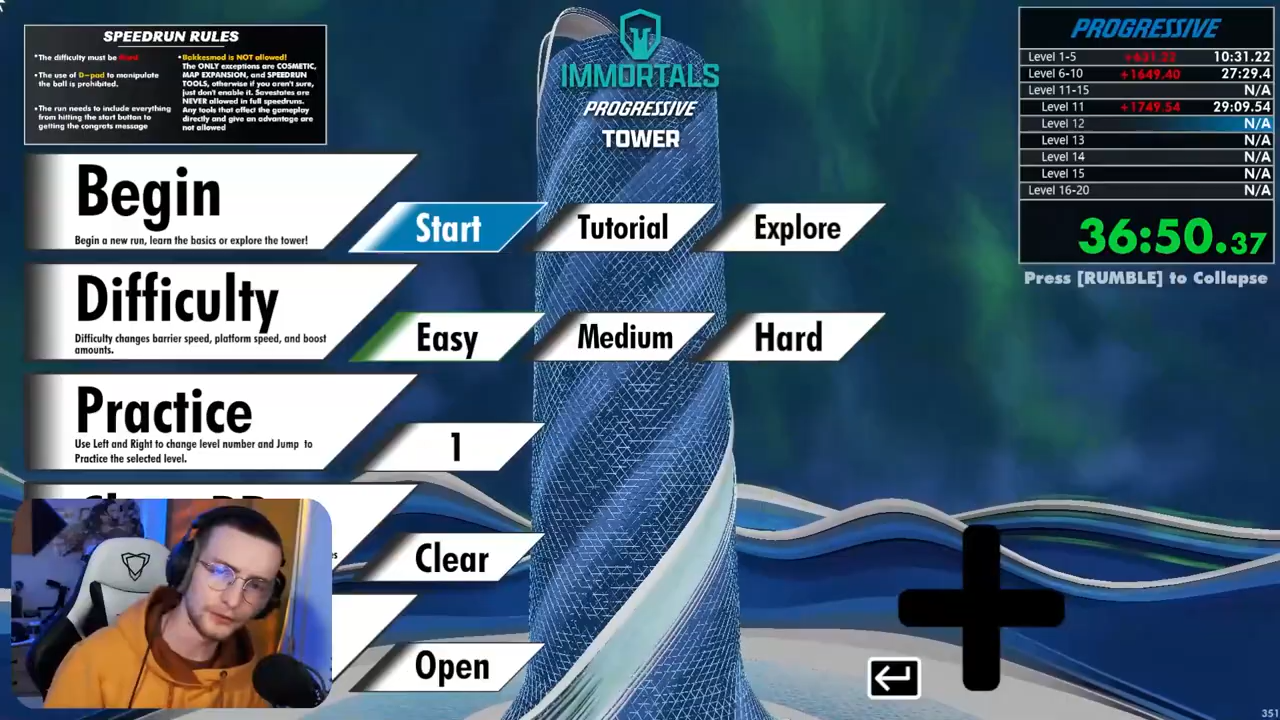 SPEEDRUN RULES
*The difficulty must be Hard
*The use of D-pad to manipulate
the ball is prohibited.
*The run needs to include everything
from hitting the start button to
getting the congrats message
*Bakkesmod is NOT allowed!
The ONLY exceptions are COSMETIC,
MAP EXPANSION, and SPEEDRUN
TOOLS, otherwise if you aren't sure,
just don't enable it. Savestates are
NEVER allowed in full speedruns.
Any tools that affect the gameplay
directly and give an advantage are
not allowed
IMMORTALS
PROGRESSIVE
TOWER
Begin
Begin a new run, learn the basics or explore the tower!
Start
Tutorial
Explore
Difficulty
Difficulty changes barrier speed, platform speed, and boost
amounts.
Easy
Medium
Hard
Practice
Use Left and Right to change level number and Jump to
Practice the selected level.
1
Clear
Open
PROGRESSIVE
Level 1-5 +631.22 10:31.22
Level 6-10 +1649.40 27:29.4
Level 11-15 N/A
Level 11 +1749.54 29:09.54
Level 12 N/A
Level 13 N/A
Level 14 N/A
Level 15 N/A
Level 16-20 N/A
36:50.37
Press [RUMBLE] to Collapse
351